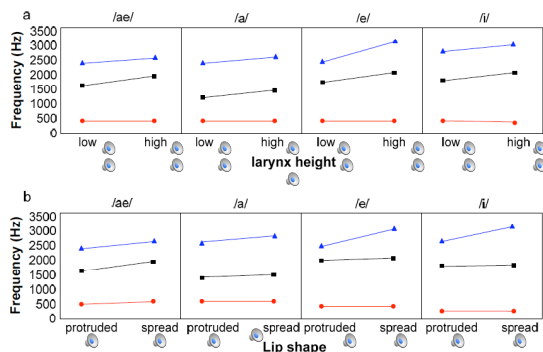 a /ae/ /a/ /e/ /i/
Frequency (Hz)
3500
3000
2500
2000
1500
1000
500
0
low high low high low high low high
larynx height
b /ae/ /a/ /e/ /i/
Frequency (Hz)
3500
3000
2500
2000
1500
1000
500
0
protruded spread protruded spread protruded spread protruded spread
Lip shape